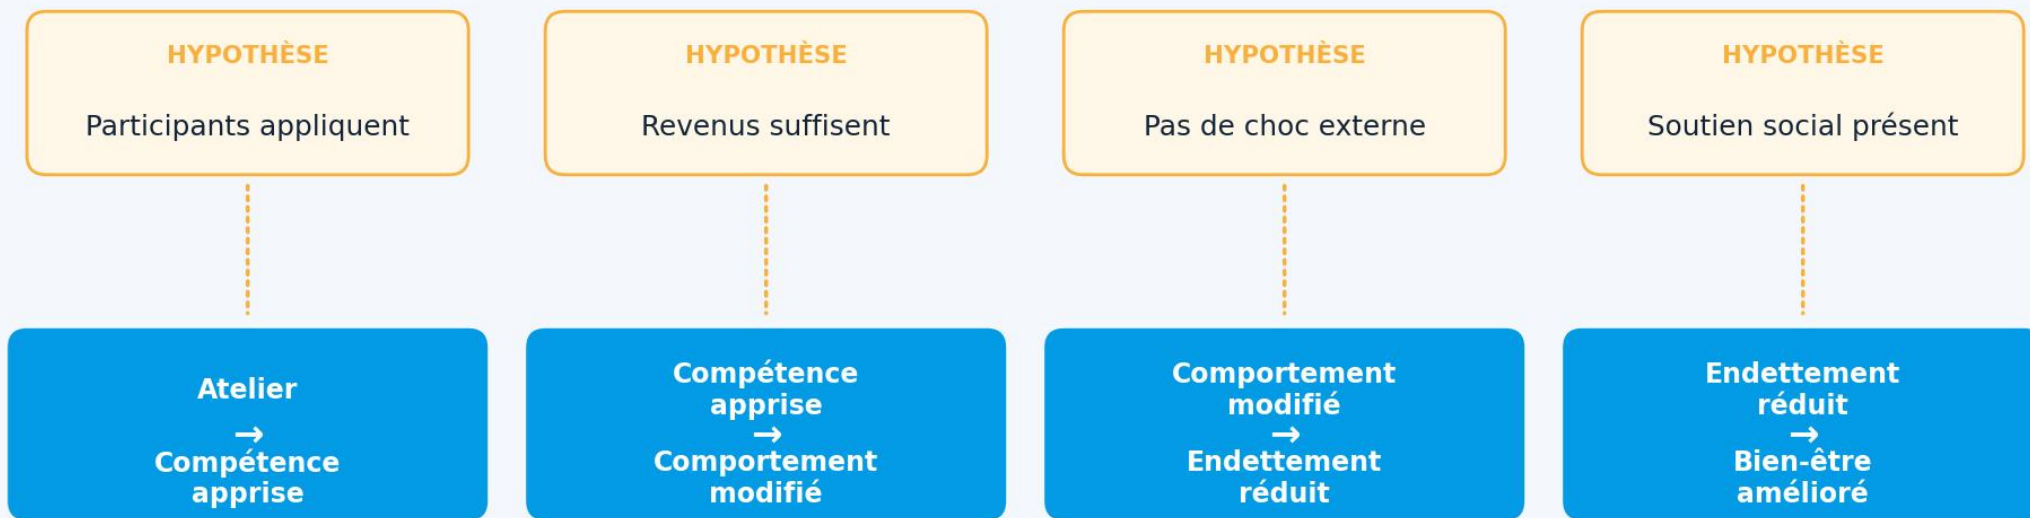 HYPOTHÈSE
Participants appliquent
HYPOTHÈSE
Revenus suffisent
HYPOTHÈSE
Pas de choc externe
HYPOTHÈSE
Soutien social présent
Atelier
→
Compétence
apprise
Compétence
apprise
→
Comportement
modifié
Comportement
modifié
→
Endettement
réduit
Endettement
réduit
→
Bien-être
amélioré